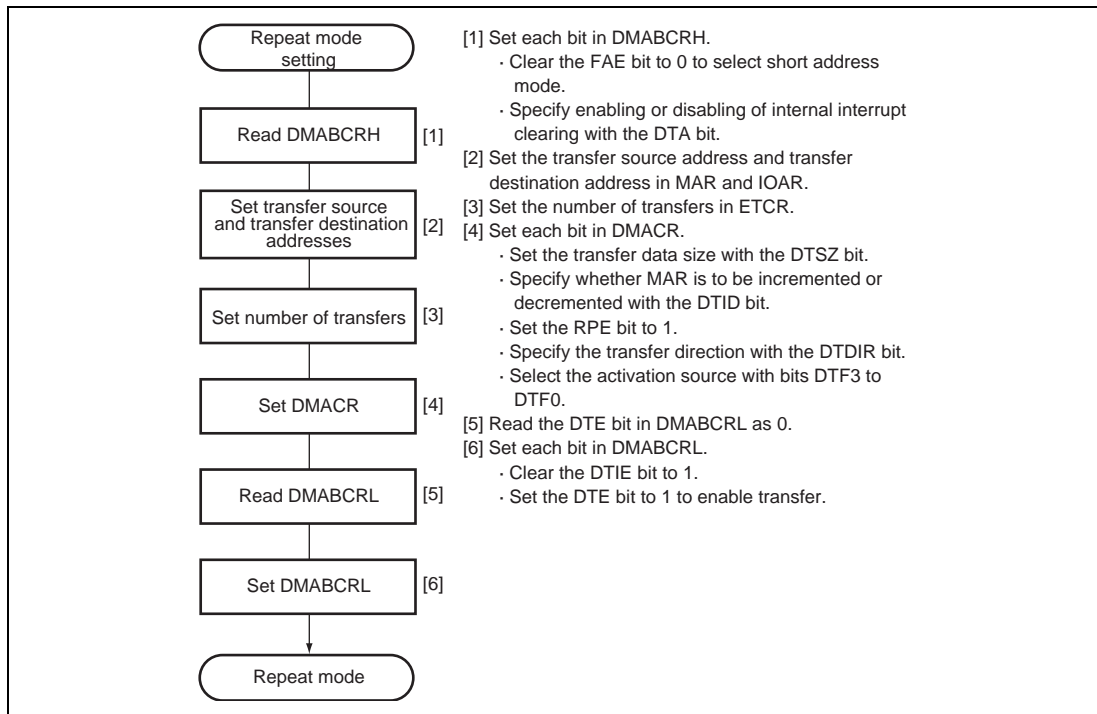 Repeat mode
setting
Read DMABCRH
[1]
Set transfer source
and transfer destination
addresses
[2]
Set number of transfers
[3]
Set DMACR
[4]
Read DMABCRL
[5]
Set DMABCRL
[6]
Repeat mode
[1] Set each bit in DMABCRH.
· Clear the FAE bit to 0 to select short address
mode.
· Specify enabling or disabling of internal interrupt
clearing with the DTA bit.
[2] Set the transfer source address and transfer
destination address in MAR and IOAR.
[3] Set the number of transfers in ETCR.
[4] Set each bit in DMACR.
· Set the transfer data size with the DTSZ bit.
· Specify whether MAR is to be incremented or
decremented with the DTID bit.
· Set the RPE bit to 1.
· Specify the transfer direction with the DTDIR bit.
· Select the activation source with bits DTF3 to
DTF0.
[5] Read the DTE bit in DMABCRL as 0.
[6] Set each bit in DMABCRL.
· Clear the DTIE bit to 1.
· Set the DTE bit to 1 to enable transfer.